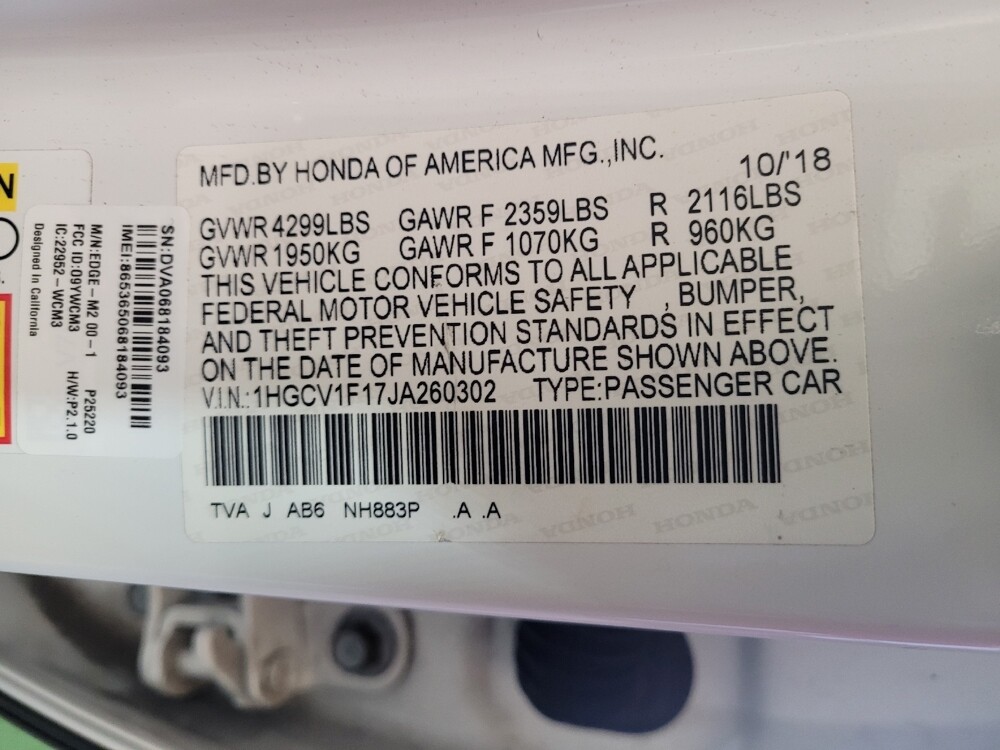 MFD.BY HONDA OF AMERICA MFG.,INC.
10/'18
GVWR 4299LBS GAWR F 2359LBS R 2116LBS
GVWR 1950KG GAWR F 1070KG R 960KG
THIS VEHICLE CONFORMS TO ALL APPLICABLE
FEDERAL MOTOR VEHICLE SAFETY , BUMPER,
AND THEFT PREVENTION STANDARDS IN EFFECT
ON THE DATE OF MANUFACTURE SHOWN ABOVE.
V.I.N.:1HGCV1F17JA260302 TYPE:PASSENGER CAR
TVA J AB6 NH883P .A .A
SN:DVA068184093
IMEI:865365068184093
M/N:EDGE-M2 00-1 P25220
FCC ID:O9YWCM3 H/W:P2.1.0
IC:22952-WCM3
Designed in California
N